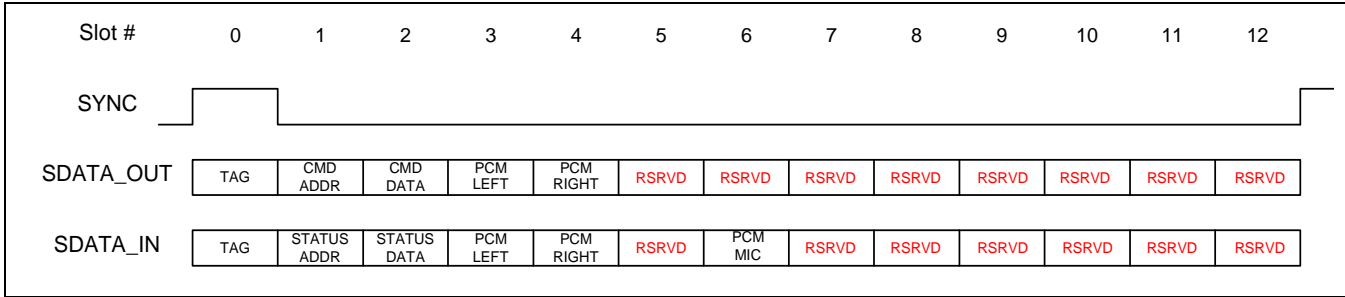 Slot # 0 1 2 3 4 5 6 7 8 9 10 11 12
SYNC
SDATA_OUT TAG CMD ADDR CMD DATA PCM LEFT PCM RIGHT RSRVD RSRVD RSRVD RSRVD RSRVD RSRVD RSRVD RSRVD
SDATA_IN TAG STATUS ADDR STATUS DATA PCM LEFT PCM RIGHT RSRVD PCM MIC RSRVD RSRVD RSRVD RSRVD RSRVD RSRVD